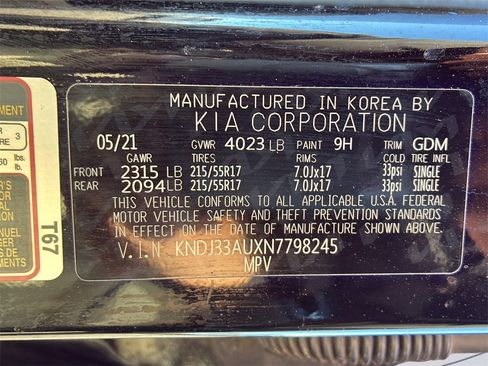 MANUFACTURED IN KOREA BY
KIA CORPORATION
05/21 GVWR 4023 LB PAINT 9H TRIM GDM
GAWR TIRES RIMS COLD TIRE INFL
FRONT 2315 LB 215/55R17 7.0Jx17 33psi SINGLE
REAR 2094 LB 215/55R17 7.0Jx17 33psi SINGLE
THIS VEHICLE CONFORMS TO ALL APPLICABLE U.S.A. FEDERAL
MOTOR VEHICLE SAFETY AND THEFT PREVENTION STANDARDS
IN EFFECT ON THE DATE OF MANUFACTURE SHOWN ABOVE.
V.I.N- KNDJ33AUXN7798245
MPV
3
lbs.
T67